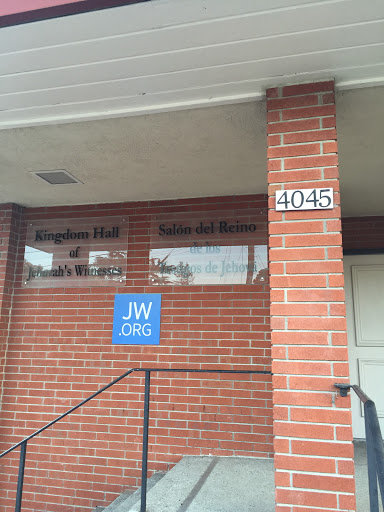 4045
Kingdom Hall
of
Jehovah's Witnesses
Salón del Reino
de los
Testigos de Jehová
JW
.ORG